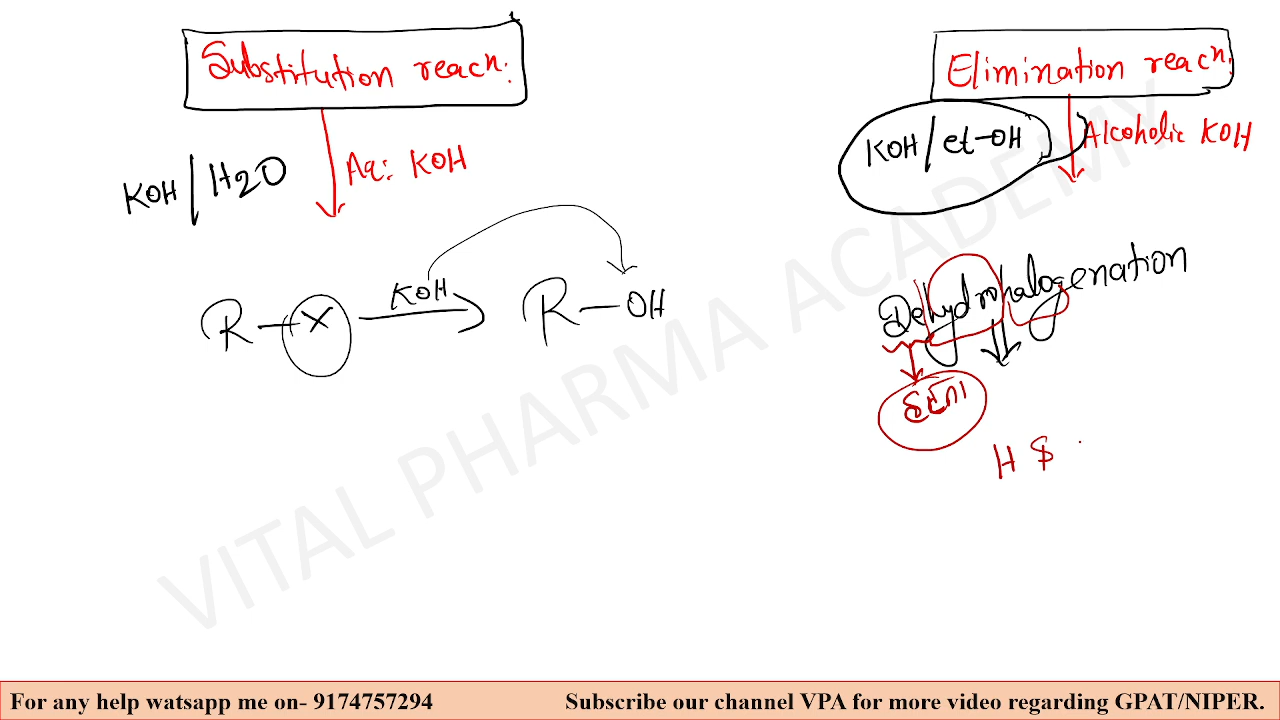 Substitution reacn:
KOH / H2O
Aq: KOH
R-X
KOH
R-OH
Elimination reacn:
KOH / et-OH
Alcoholic KOH
Dehydrohalogenation
H $
VITAL PHARMA ACADEMY
For any help watsapp me on- 9174757294
Subscribe our channel VPA for more video regarding GPAT/NIPER.